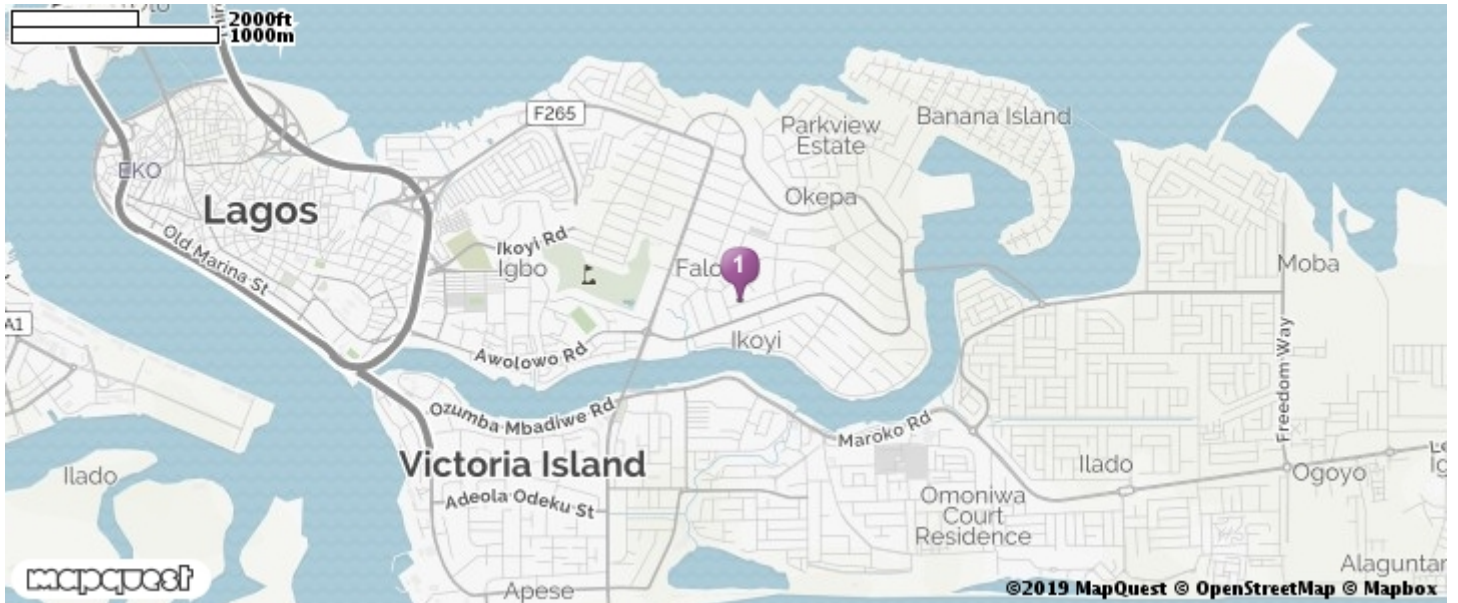 2000ft
1000m
F265
Banana Island
Parkview
Estate
EKO
Okepa
Lagos
Old Marina St
Ikoyi Rd
Igbo
1
Moba
A1
Ikoyi
Awolowo Rd
Freedom Way
Ozumba Mbadiwe Rd
Maroko Rd
Victoria Island
Ilado
Ilado
Ogoyo
Adeola Odeku St
Omoniwa
Court
Residence
Alaguntan
mapquest
Apese
©2019 MapQuest © OpenStreetMap © Mapbox